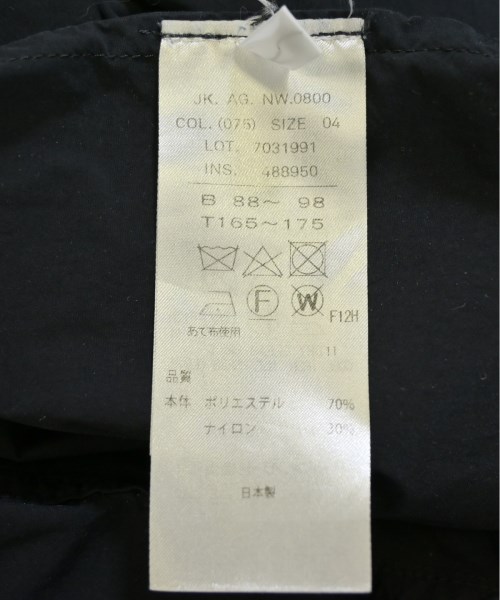 JK. AG. NW.0800
COL.(075) SIZE 04
LOT. 7031991
INS. 488950
B 88～ 98
T165～175
F W F12H
あて布使用
品質
本体 ポリエステル 70%
ナイロン 30%
日本製